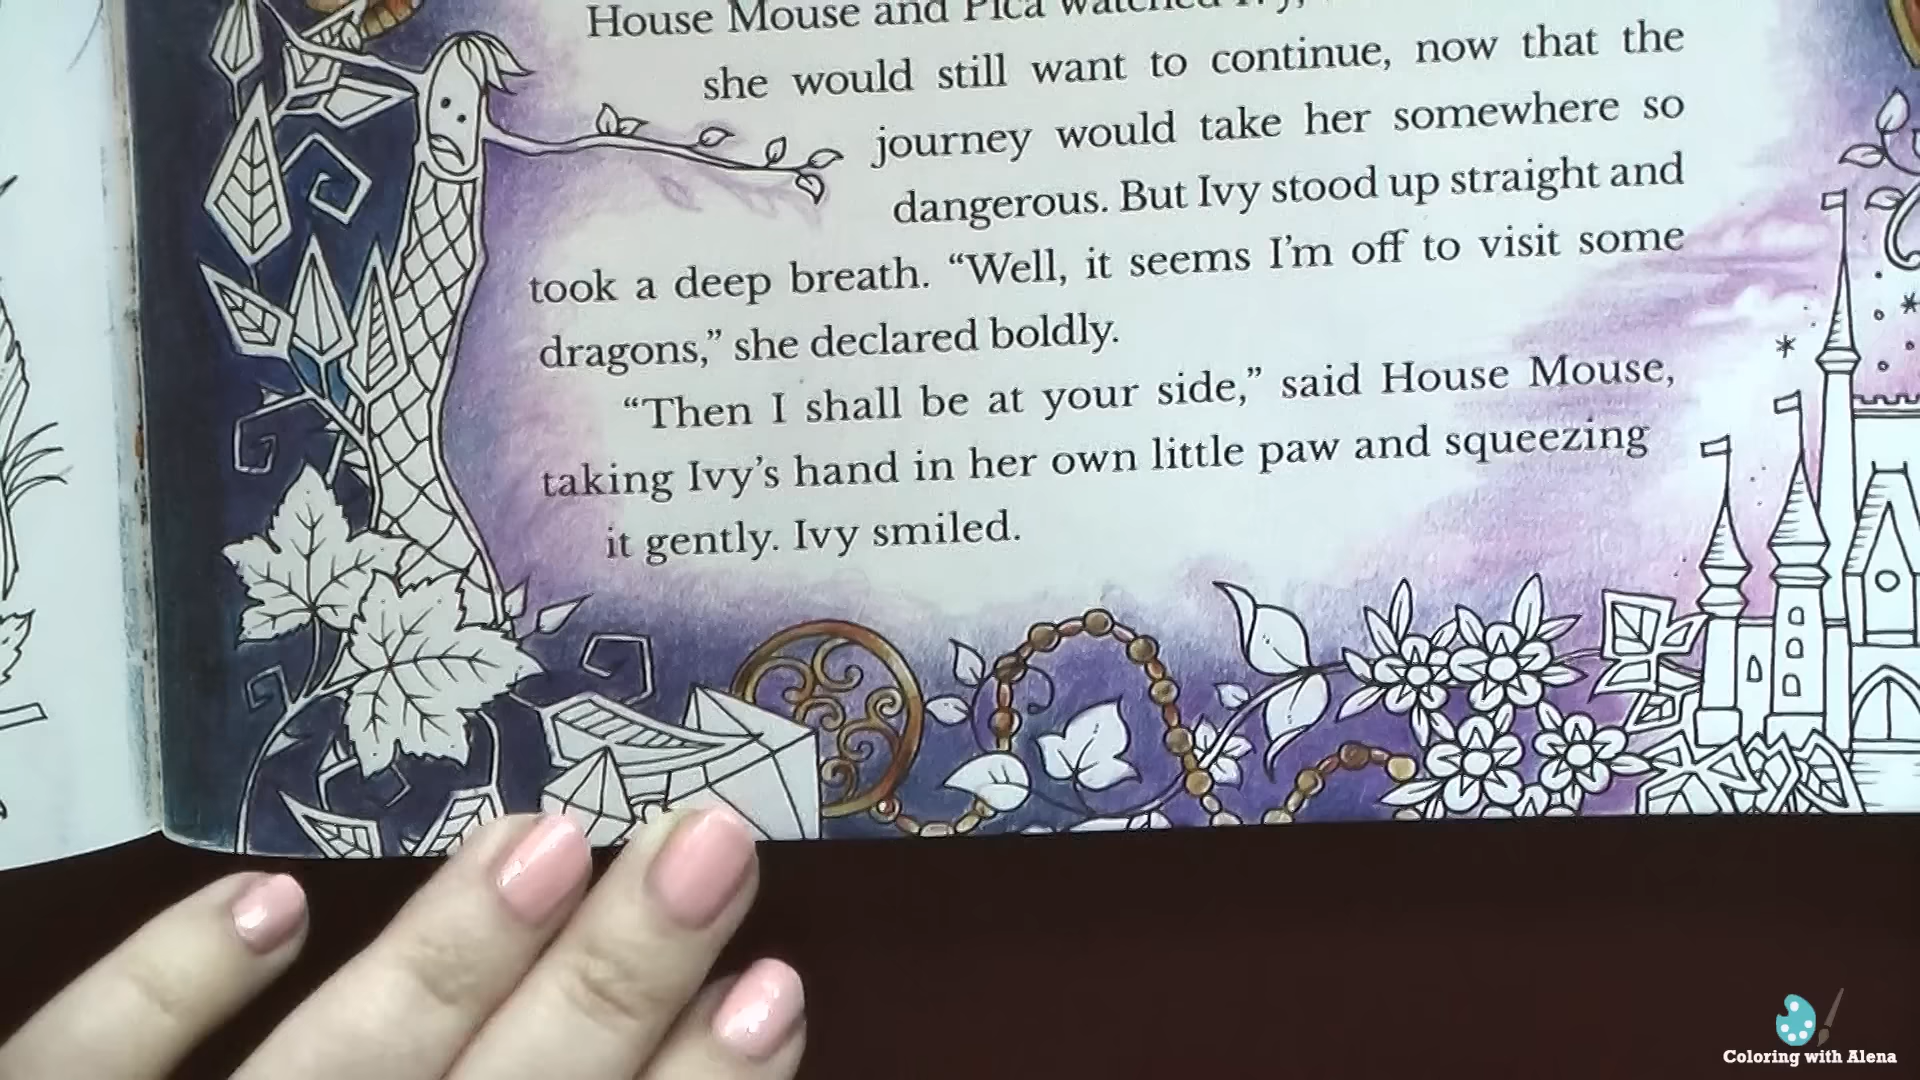 House Mouse and Pica watched Ivy,
she would still want to continue, now that the
journey would take her somewhere so
dangerous. But Ivy stood up straight and
took a deep breath. “Well, it seems I’m off to visit some
dragons,” she declared boldly.
“Then I shall be at your side,” said House Mouse,
taking Ivy’s hand in her own little paw and squeezing
it gently. Ivy smiled.
Coloring with Alena